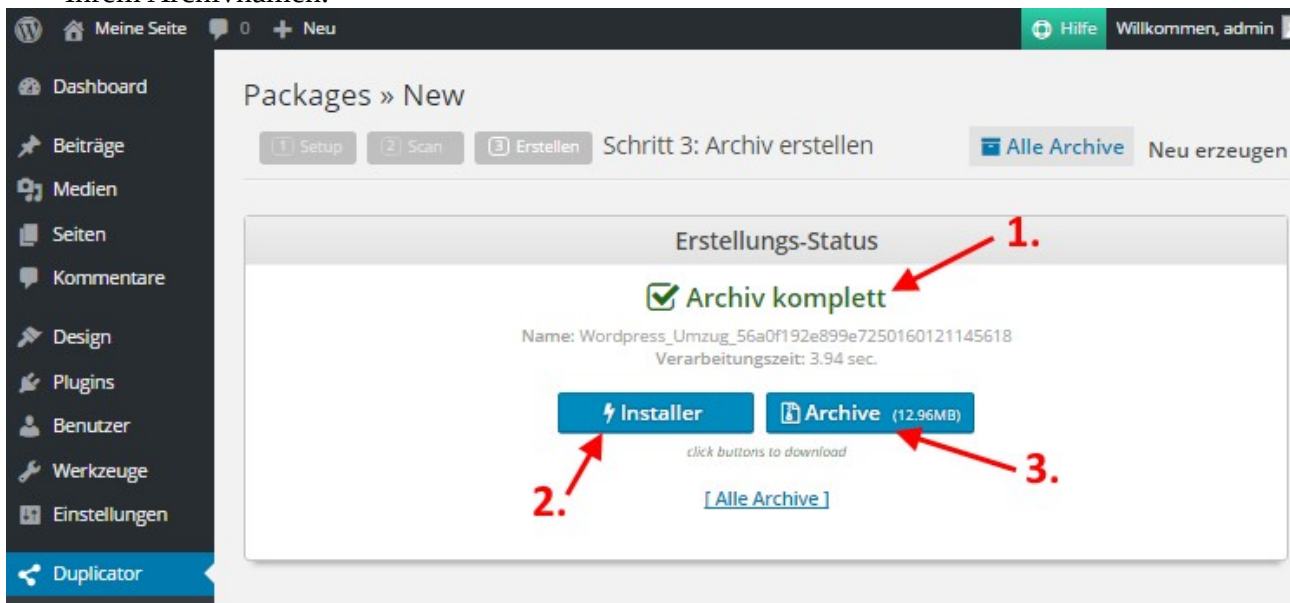 Ihrem Archivnamen.
Meine Seite 0 + Neu Hilfe Willkommen, admin
Dashboard
Packages » New
Beiträge
1 Setup 2 Scan 3 Erstellen Schritt 3: Archiv erstellen Alle Archive Neu erzeugen
Medien
Seiten
Erstellungs-Status 1.
Kommentare
Archiv komplett
Name: Wordpress_Umzug_56a0f192e899e7250160121145618
Design
Verarbeitungszeit: 3.94 sec.
Plugins
Installer Archive (12.96MB)
Benutzer
click buttons to download
Werkzeuge
3.
2. [ Alle Archive ]
Einstellungen
Duplicator